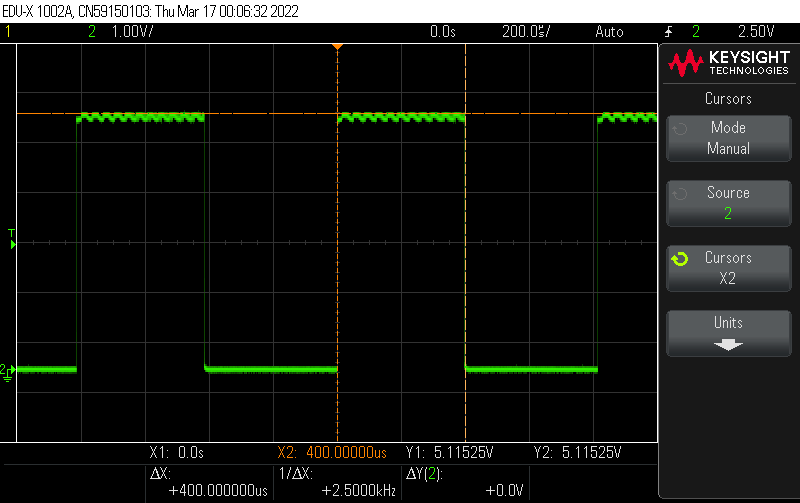 EDU-X 1002A, CN59150103: Thu Mar 17 00:06:32 2022
1 2 1.00V/ 0.0s 200.0us/ Auto 2 2.50V
KEYSIGHT
TECHNOLOGIES
Cursors
Mode
Manual
Source
2
Cursors
X2
Units
T
2
X1: 0.0s X2: 400.00000us Y1: 5.11525V Y2: 5.11525V
ΔX: 1/ΔX: ΔY(2):
+400.000000us +2.5000kHz +0.0V